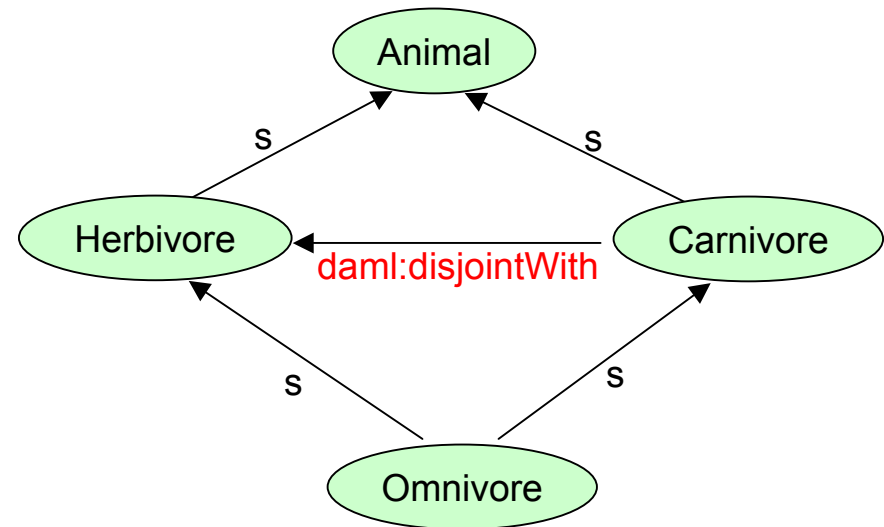 Animal
s
s
Herbivore
Carnivore
daml:disjointWith
s
s
Omnivore